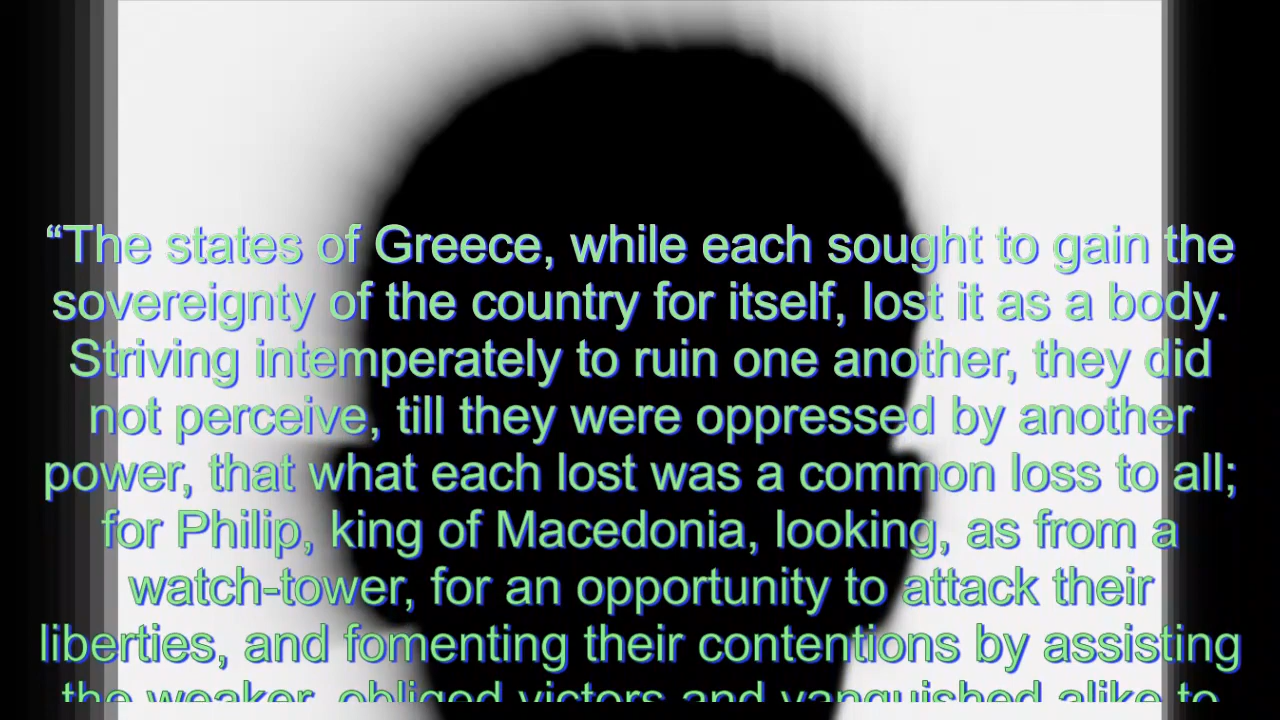 “The states of Greece, while each sought to gain the
sovereignty of the country for itself, lost it as a body.
Striving intemperately to ruin one another, they did
not perceive, till they were oppressed by another
power, that what each lost was a common loss to all;
for Philip, king of Macedonia, looking, as from a
watch-tower, for an opportunity to attack their
liberties, and fomenting their contentions by assisting
the weaker, obliged victors and vanquished alike to